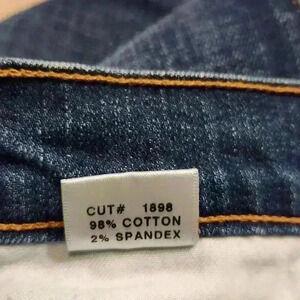 CUT# 1898
98% COTTON
2% SPANDEX